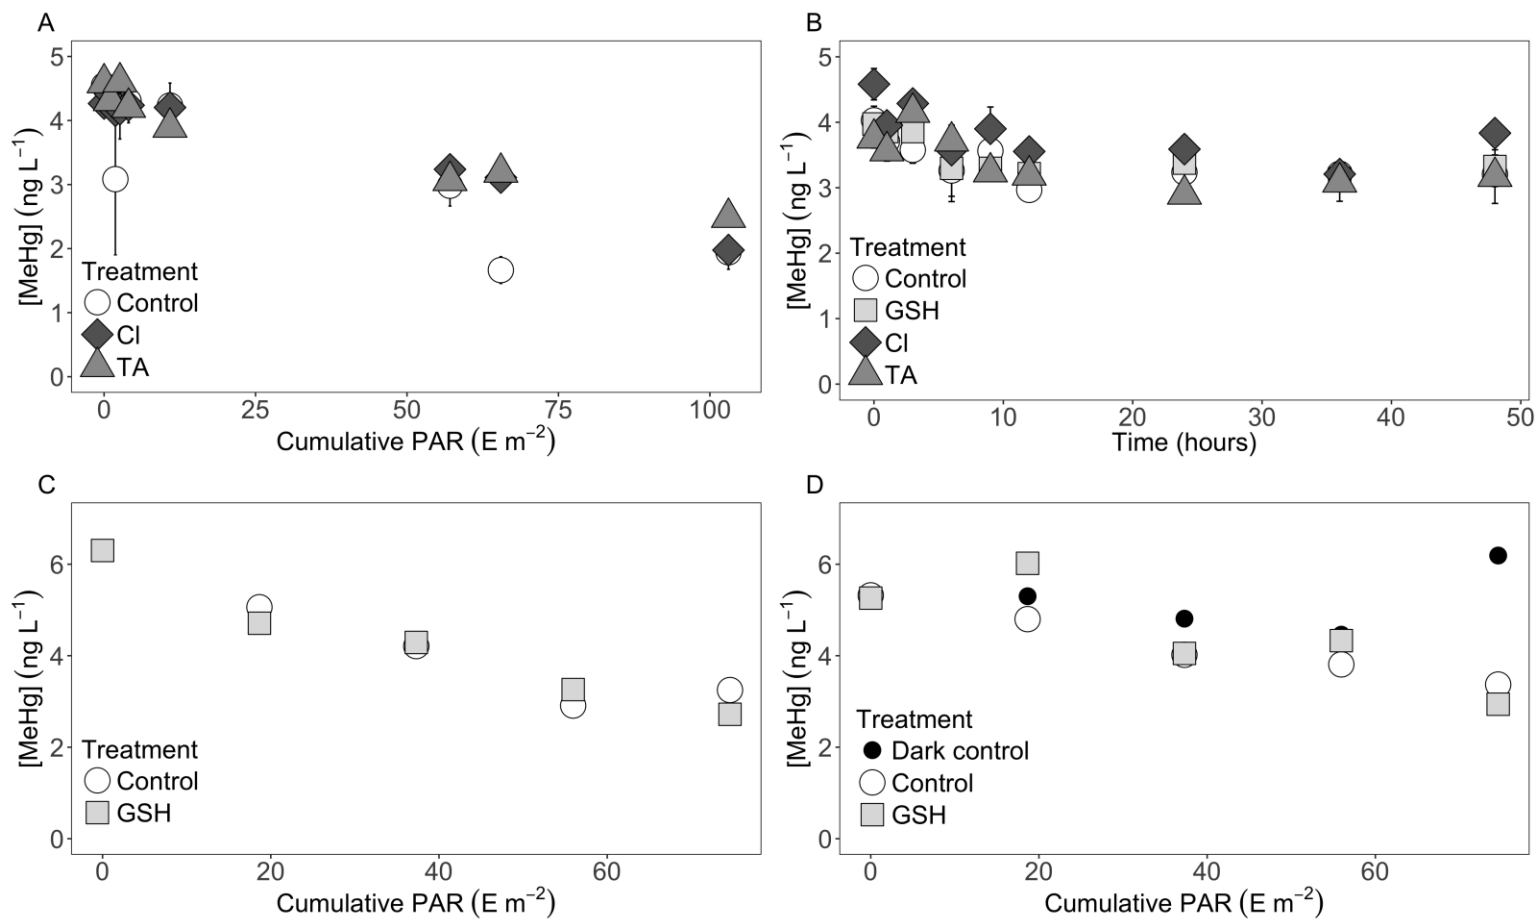 A
[MeHg] (ng L⁻¹)
5
4
3
2
1
0
Treatment
Control
Cl
TA
0 25 50 75 100
Cumulative PAR (E m⁻²)
B
[MeHg] (ng L⁻¹)
5
4
3
2
1
0
Treatment
Control
GSH
Cl
TA
0 10 20 30 40 50
Time (hours)
C
[MeHg] (ng L⁻¹)
6
4
2
0
Treatment
Control
GSH
0 20 40 60
Cumulative PAR (E m⁻²)
D
[MeHg] (ng L⁻¹)
6
4
2
0
Treatment
Dark control
Control
GSH
0 20 40 60
Cumulative PAR (E m⁻²)